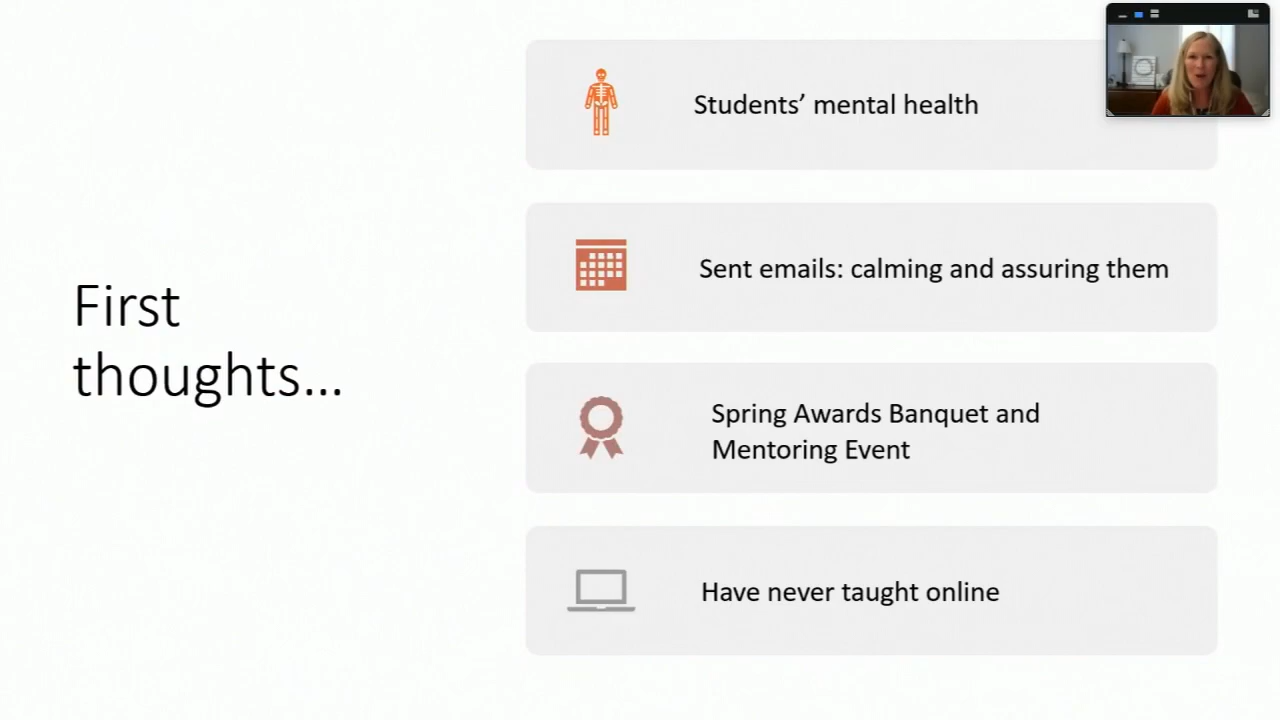 First
thoughts...
Students’ mental health
Sent emails: calming and assuring them
Spring Awards Banquet and
Mentoring Event
Have never taught online